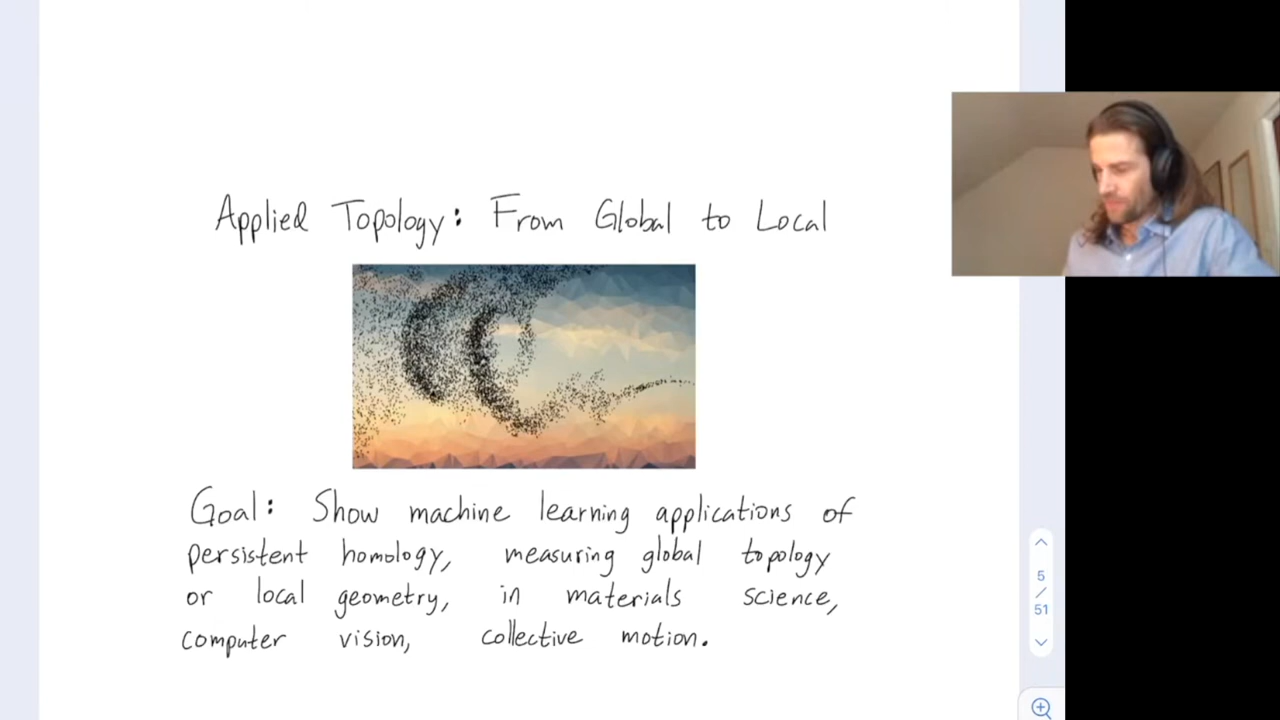 Applied Topology: From Global to Local
Goal: Show machine learning applications of
persistent homology, measuring global topology
or local geometry, in materials science,
computer vision, collective motion.
5
/
51